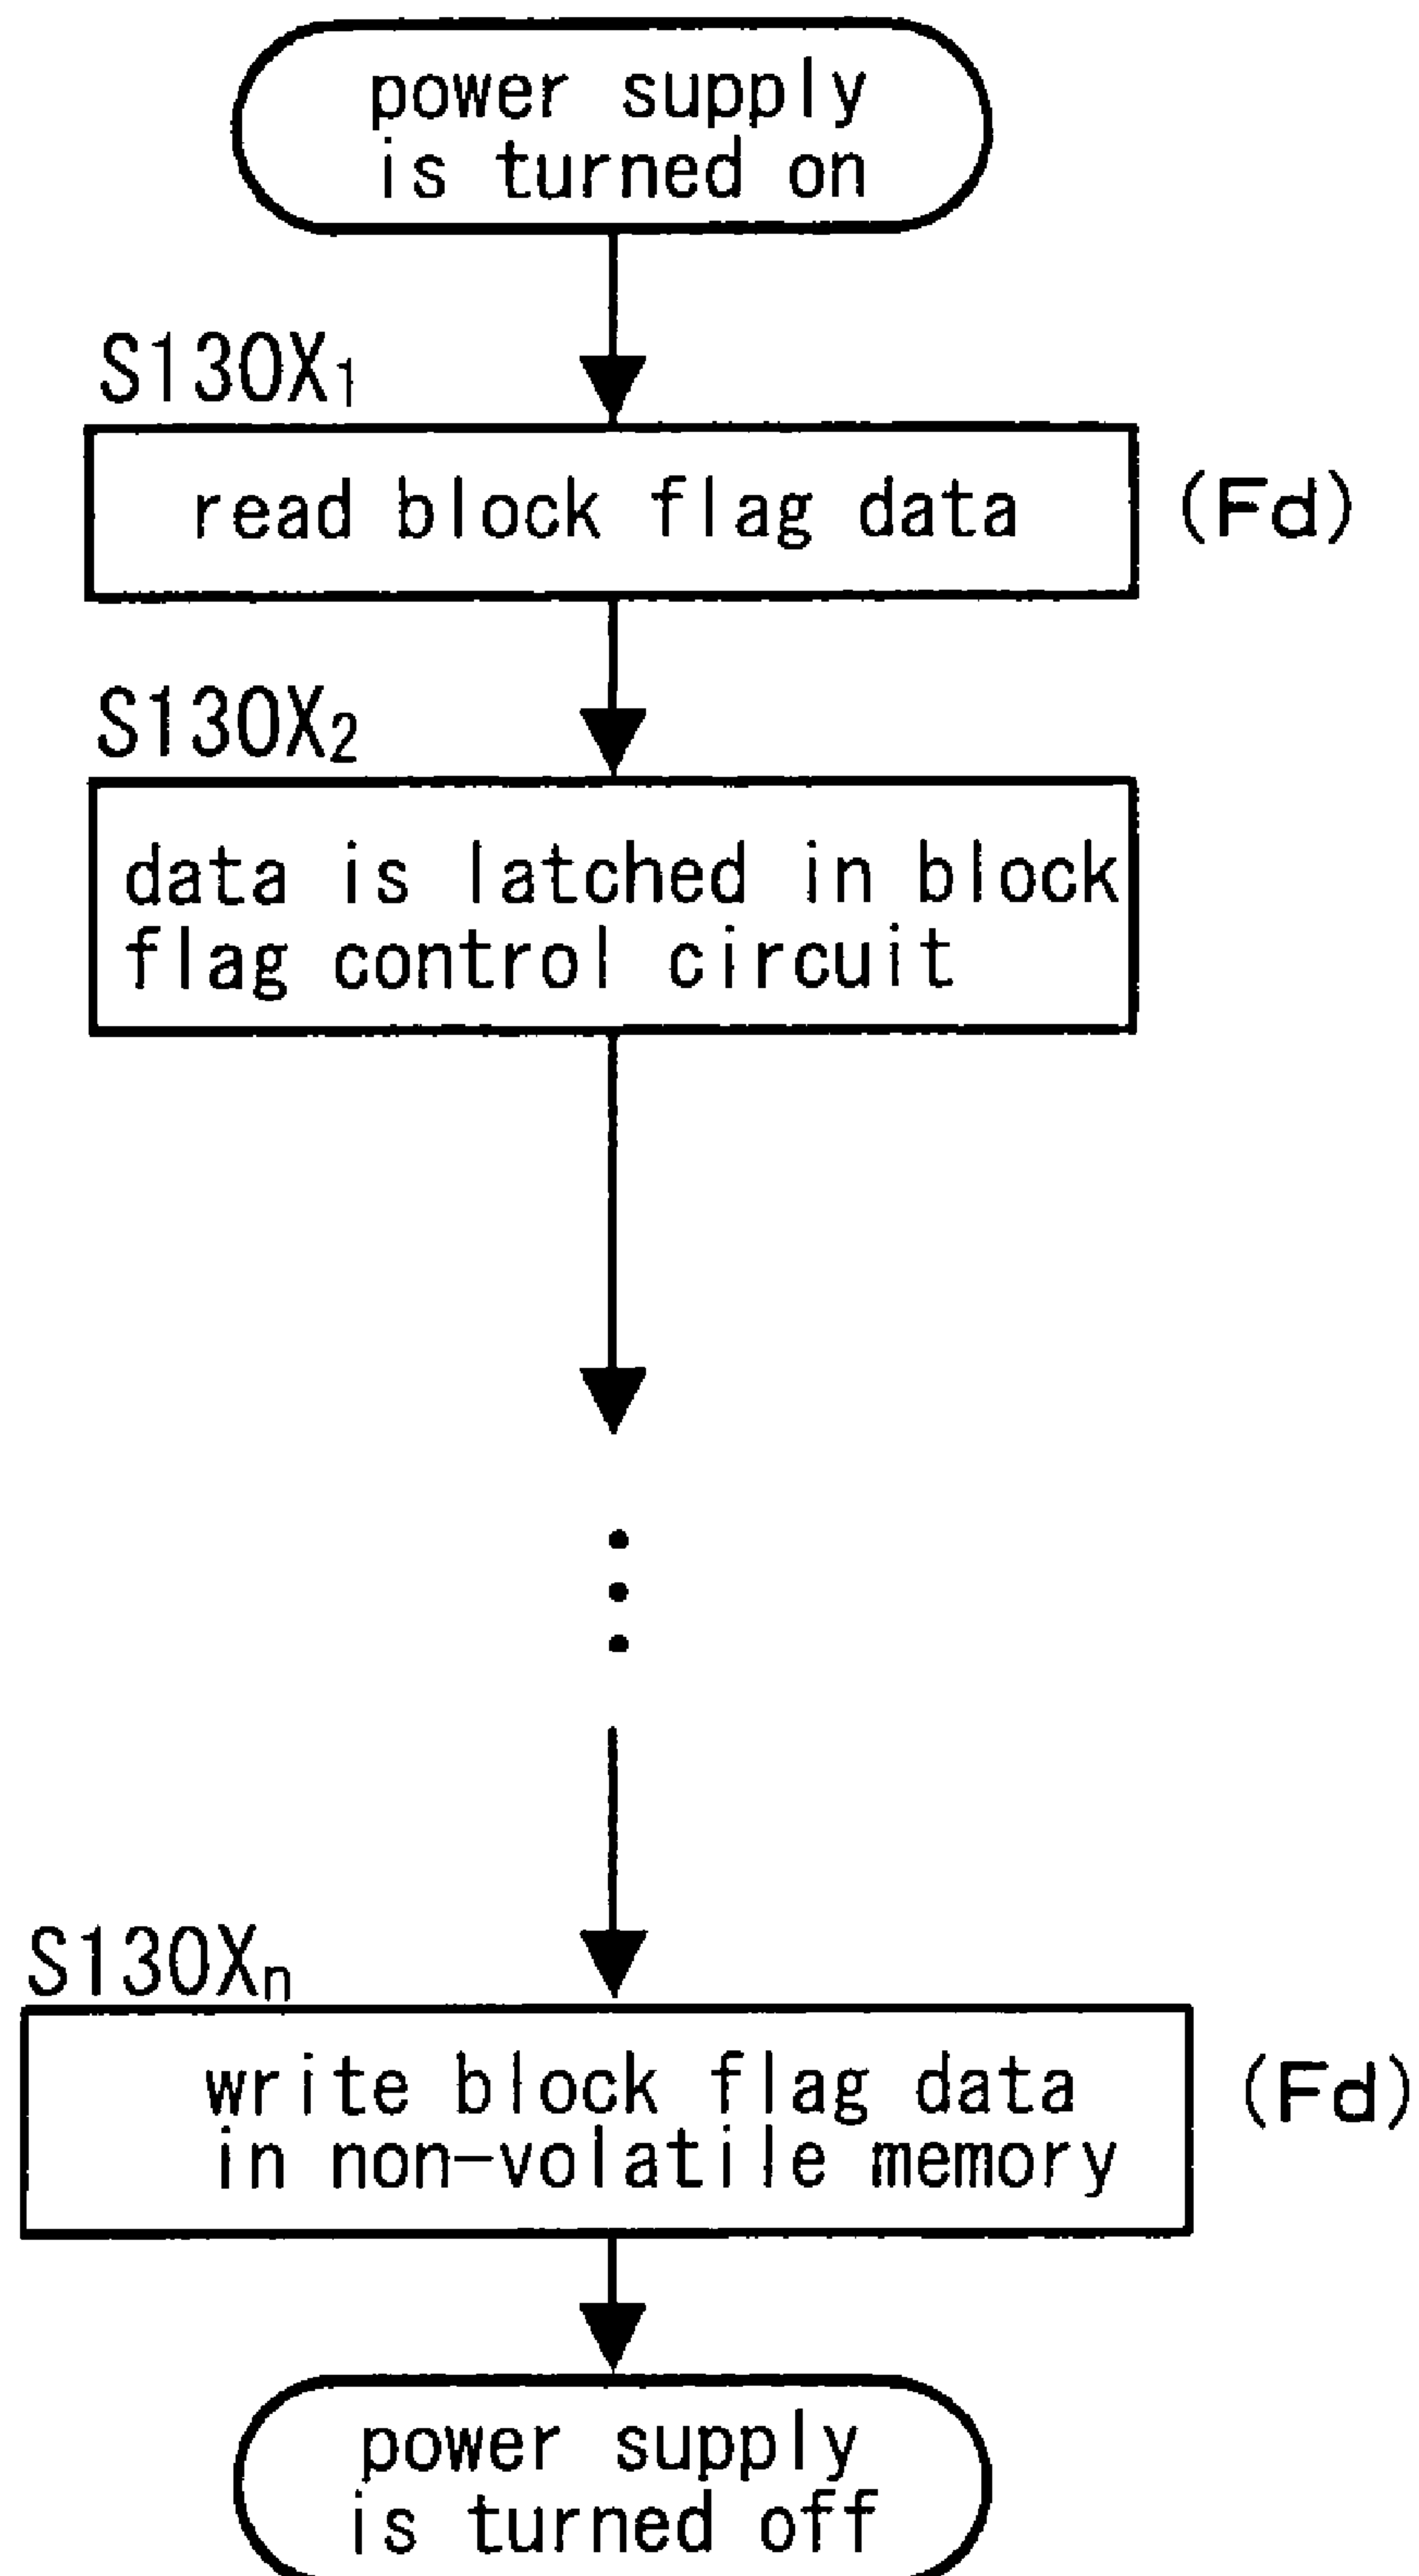 power supply
is turned on
S130X₁
read block flag data (Fd)
S130X₂
data is latched in block
flag control circuit
S130Xₙ
write block flag data (Fd)
in non-volatile memory
power supply
is turned off